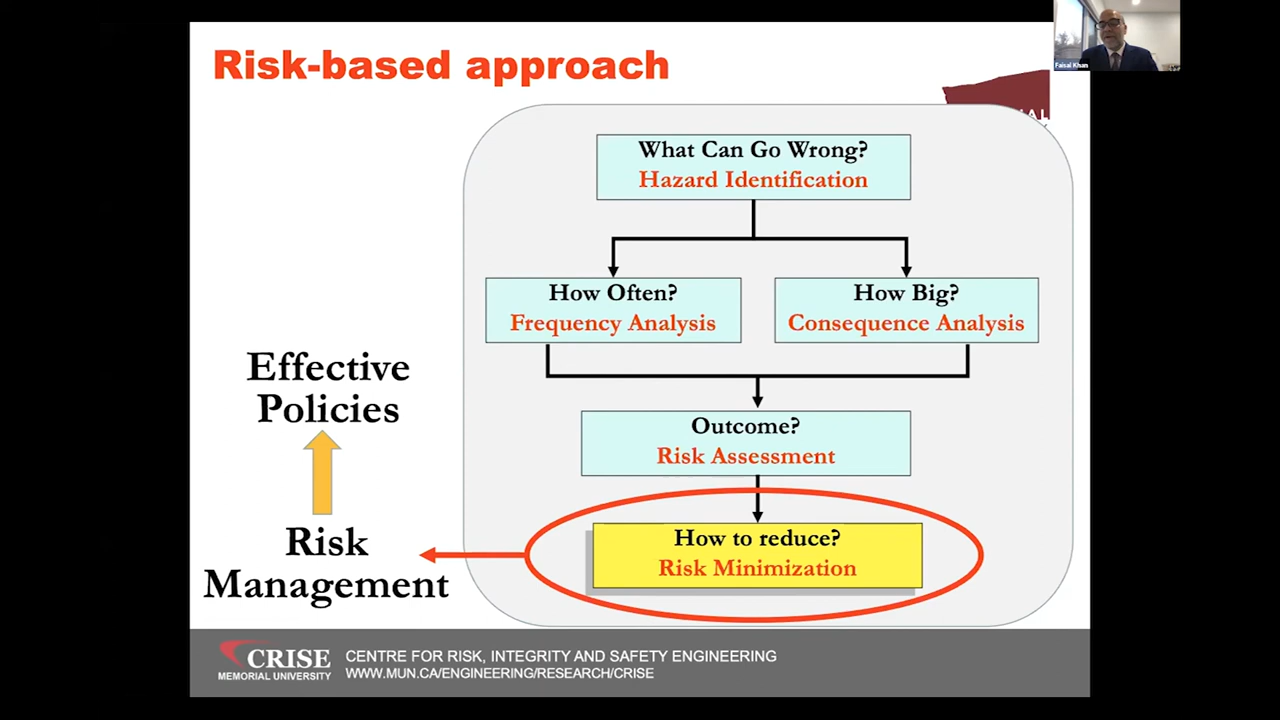 Risk-based approach
Faisal Khan
What Can Go Wrong?
Hazard Identification
How Often?
Frequency Analysis
How Big?
Consequence Analysis
Outcome?
Risk Assessment
How to reduce?
Risk Minimization
Effective
Policies
Risk
Management
CRISE
MEMORIAL UNIVERSITY
CENTRE FOR RISK, INTEGRITY AND SAFETY ENGINEERING
WWW.MUN.CA/ENGINEERING/RESEARCH/CRISE